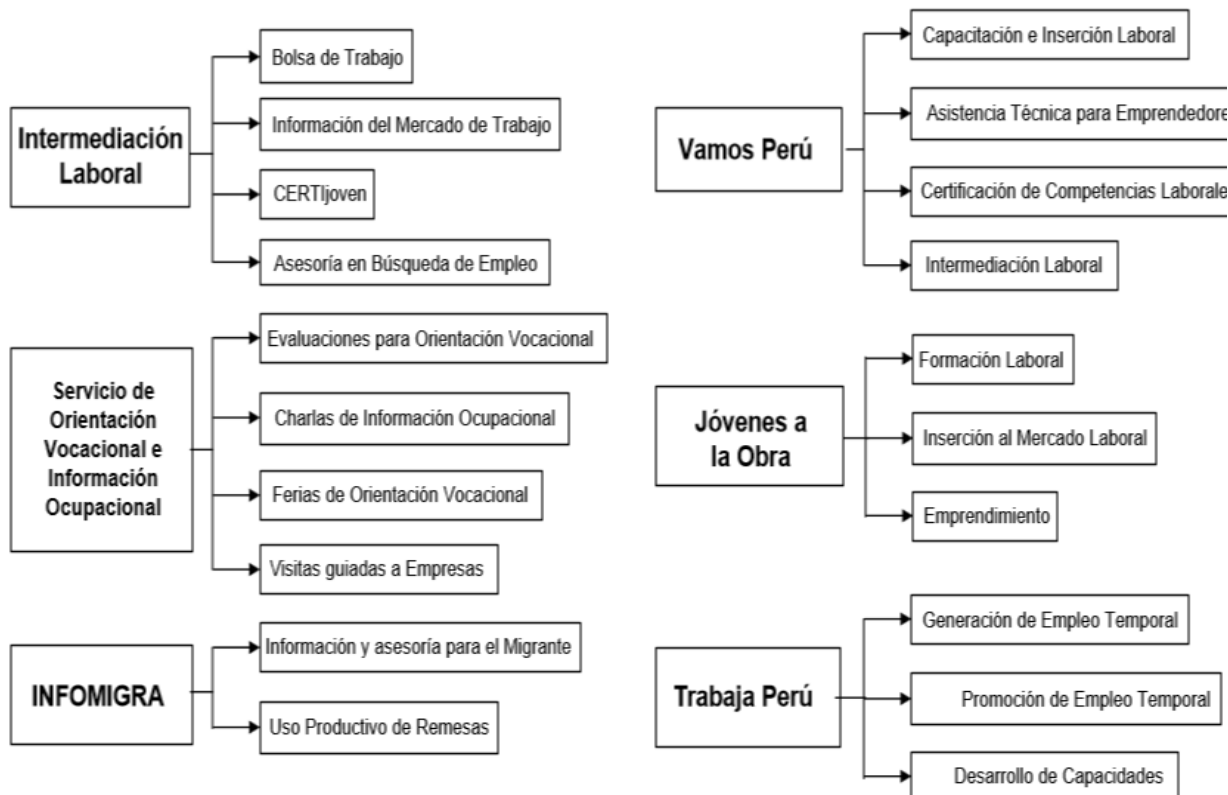 Intermediación
Laboral
Bolsa de Trabajo
Información del Mercado de Trabajo
CERTIjoven
Asesoría en Búsqueda de Empleo
Servicio de
Orientación
Vocacional e
Información
Ocupacional
Evaluaciones para Orientación Vocacional
Charlas de Información Ocupacional
Ferias de Orientación Vocacional
Visitas guiadas a Empresas
INFOMIGRA
Información y asesoría para el Migrante
Uso Productivo de Remesas
Vamos Perú
Capacitación e Inserción Laboral
Asistencia Técnica para Emprendedore
Certificación de Competencias Laborale
Intermediación Laboral
Jóvenes a
la Obra
Formación Laboral
Inserción al Mercado Laboral
Emprendimiento
Trabaja Perú
Generación de Empleo Temporal
Promoción de Empleo Temporal
Desarrollo de Capacidades